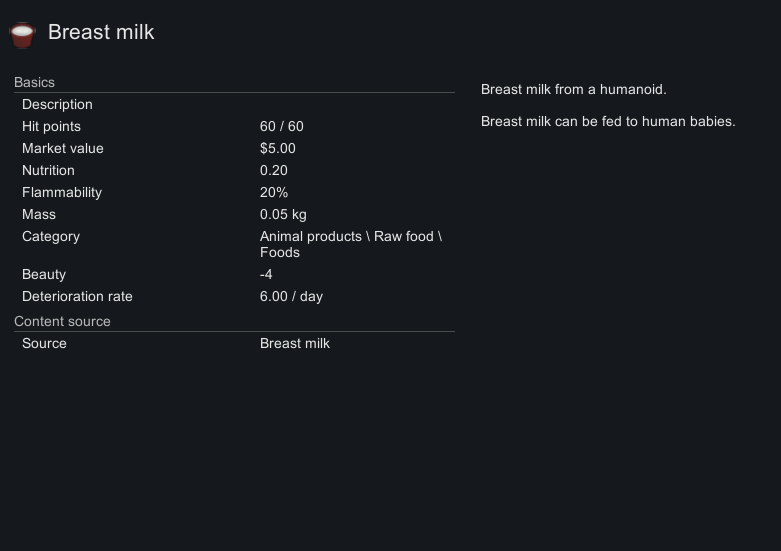 Breast milk
Basics
Description
Hit points 60 / 60
Market value $5.00
Nutrition 0.20
Flammability 20%
Mass 0.05 kg
Category Animal products \ Raw food \
Foods
Beauty -4
Deterioration rate 6.00 / day
Content source
Source Breast milk
Breast milk from a humanoid.
Breast milk can be fed to human babies.